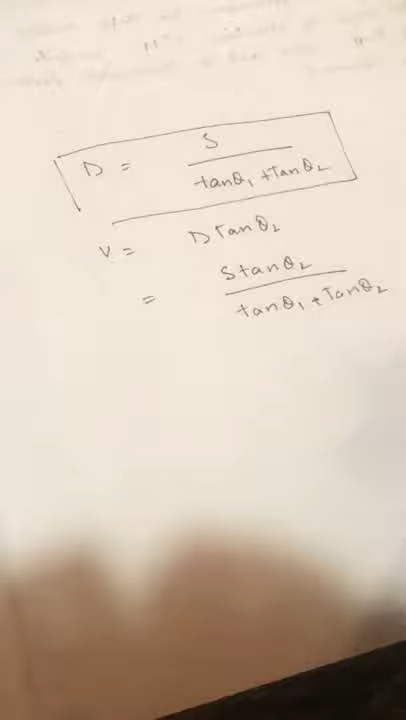 D = S / (tanθ₁ + Tanθ₂)
V = D Tanθ₂
= S tanθ₂ / (tanθ₁ + Tanθ₂)